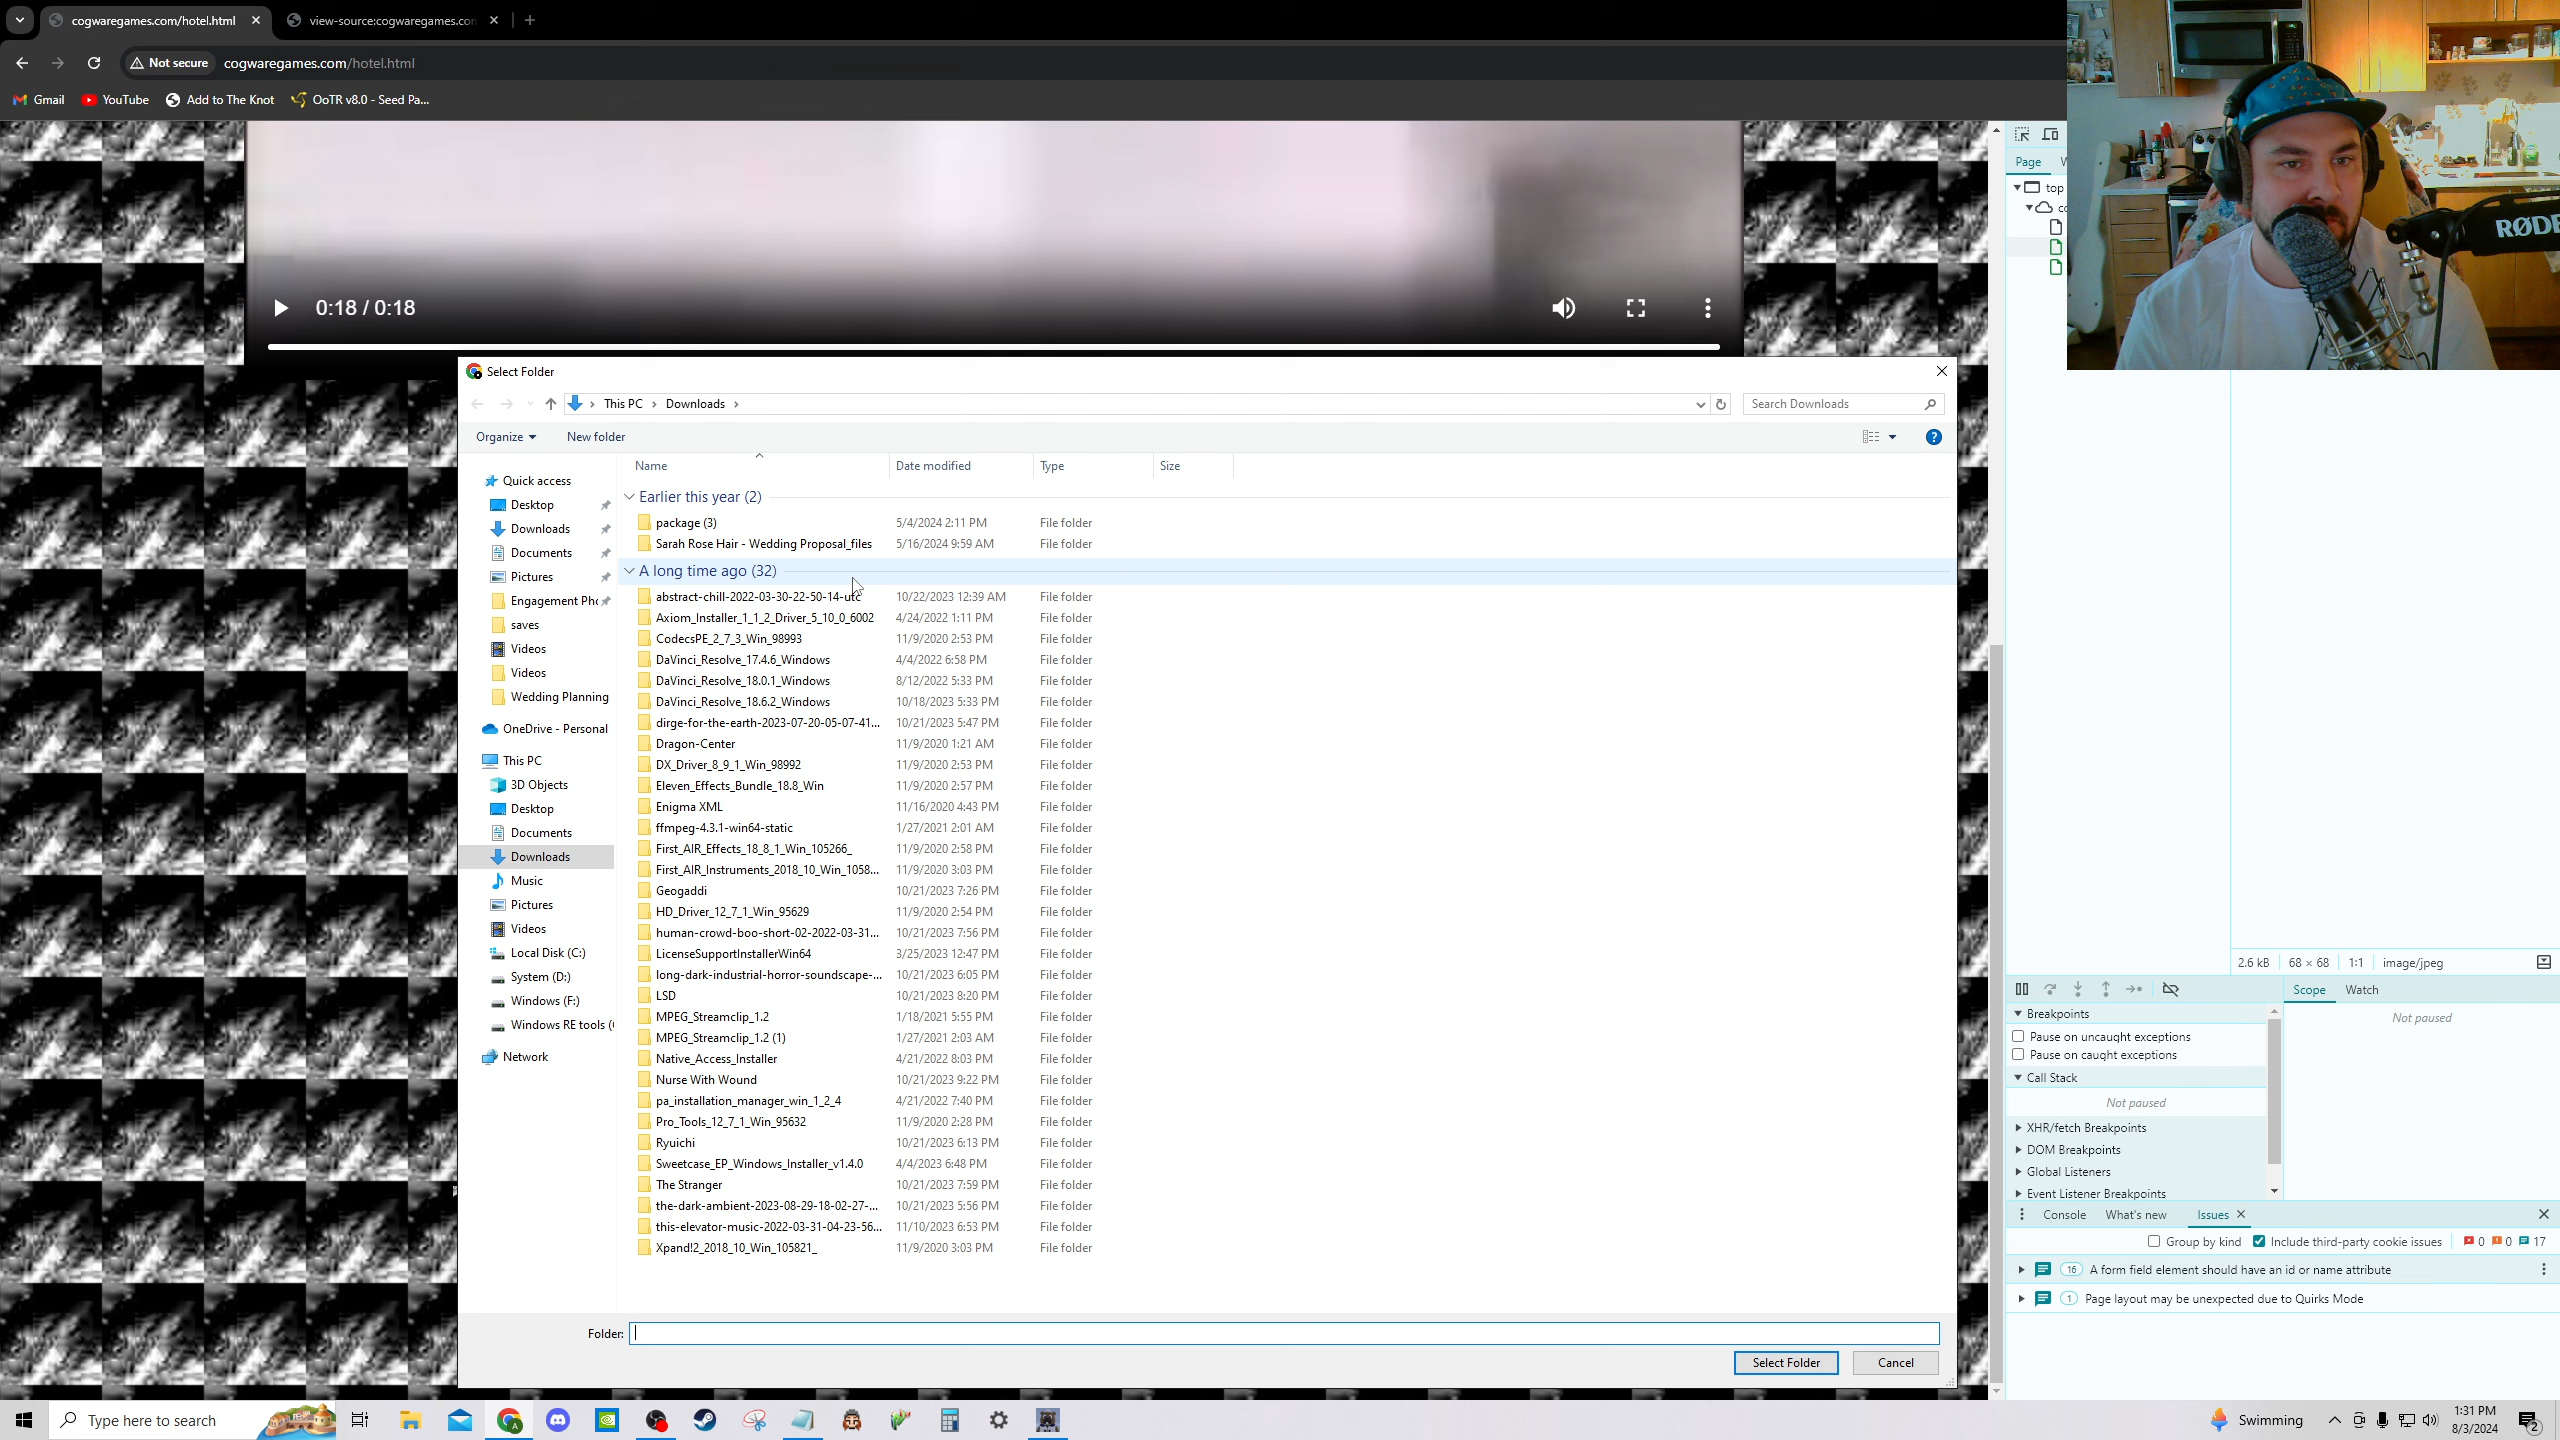 cogwaregames.com/hotel.html
view-source:cogwaregames.con
Not secure cogwaregames.com/hotel.html
Gmail YouTube Add to The Knot OoTR v8.0 - Seed Pa...
0:18 / 0:18
Page
top
RØDE
Select Folder
This PC Downloads
Search Downloads
Organize New folder
Name Date modified Type Size
Quick access
Desktop
Downloads
Documents
Pictures
Engagement Phc
saves
Videos
Videos
Wedding Planning
OneDrive - Personal
This PC
3D Objects
Desktop
Documents
Downloads
Music
Pictures
Videos
Local Disk (C:)
System (D:)
Windows (F:)
Windows RE tools (
Network
Earlier this year (2)
package (3) 5/4/2024 2:11 PM File folder
Sarah Rose Hair - Wedding Proposal_files 5/16/2024 9:59 AM File folder
A long time ago (32)
abstract-chill-2022-03-30-22-50-14-utc 10/22/2023 12:39 AM File folder
Axiom_Installer_1_1_2_Driver_5_10_0_6002 4/24/2022 1:11 PM File folder
CodecsPE_2_7_3_Win_98993 11/9/2020 2:53 PM File folder
DaVinci_Resolve_17.4.6_Windows 4/4/2022 6:58 PM File folder
DaVinci_Resolve_18.0.1_Windows 8/12/2022 5:33 PM File folder
DaVinci_Resolve_18.6.2_Windows 10/18/2023 5:33 PM File folder
dirge-for-the-earth-2023-07-20-05-07-41... 10/21/2023 5:47 PM File folder
Dragon-Center 11/9/2020 1:21 AM File folder
DX_Driver_8_9_1_Win_98992 11/9/2020 2:53 PM File folder
Eleven_Effects_Bundle_18.8_Win 11/9/2020 2:57 PM File folder
Enigma XML 11/16/2020 4:43 PM File folder
ffmpeg-4.3.1-win64-static 1/27/2021 2:01 AM File folder
First_AIR_Effects_18_8_1_Win_105266_ 11/9/2020 2:58 PM File folder
First_AIR_Instruments_2018_10_Win_1058... 11/9/2020 3:03 PM File folder
Geogaddi 10/21/2023 7:26 PM File folder
HD_Driver_12_7_1_Win_95629 11/9/2020 2:54 PM File folder
human-crowd-boo-short-02-2022-03-31... 10/21/2023 7:56 PM File folder
LicenseSupportInstallerWin64 3/25/2023 12:47 PM File folder
long-dark-industrial-horror-soundscape-... 10/21/2023 6:05 PM File folder
LSD 10/21/2023 8:20 PM File folder
MPEG_Streamclip_1.2 1/18/2021 5:55 PM File folder
MPEG_Streamclip_1.2 (1) 1/27/2021 2:03 AM File folder
Native_Access_Installer 4/21/2022 8:03 PM File folder
Nurse With Wound 10/21/2023 9:22 PM File folder
pa_installation_manager_win_1_2_4 4/21/2022 7:40 PM File folder
Pro_Tools_12_7_1_Win_95632 11/9/2020 2:28 PM File folder
Ryuichi 10/21/2023 6:13 PM File folder
Sweetcase_EP_Windows_Installer_v1.4.0 4/4/2023 6:48 PM File folder
The Stranger 10/21/2023 7:59 PM File folder
the-dark-ambient-2023-08-29-18-02-27-... 10/21/2023 5:56 PM File folder
this-elevator-music-2022-03-31-04-23-56... 11/10/2023 6:53 PM File folder
Xpand!2_2018_10_Win_105821_ 11/9/2020 3:03 PM File folder
Folder:
Select Folder Cancel
2.6 kB 68 × 68 1:1 image/jpeg
Scope Watch
Not paused
Breakpoints
Pause on uncaught exceptions
Pause on caught exceptions
Call Stack
Not paused
XHR/fetch Breakpoints
DOM Breakpoints
Global Listeners
Event Listener Breakpoints
Console What's new Issues
Group by kind Include third-party cookie issues 0 0 17
16 A form field element should have an id or name attribute
1 Page layout may be unexpected due to Quirks Mode
Type here to search
Swimming
1:31 PM
8/3/2024
2